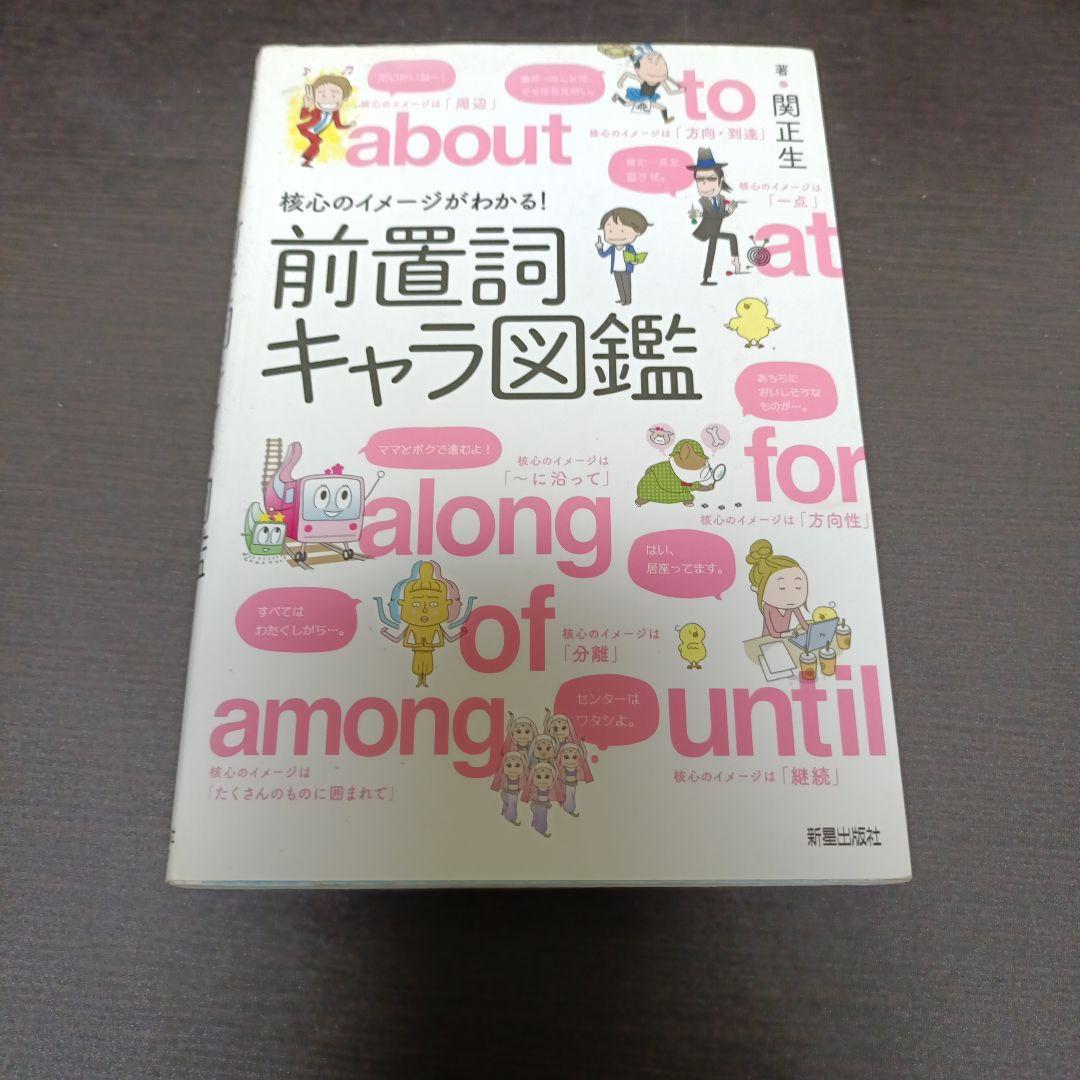 だいたいねー!
核心のイメージは「周辺」
about
to
核心のイメージは「方向・到達」
著・関正生
常に一点を
狙うぜ。
核心のイメージは
「一点」
at
核心のイメージがわかる!
前置詞
キャラ図鑑
あちらに
おいしそうな
ものが…。
for
核心のイメージは「方向性」
ママとボクで進むよ!
核心のイメージは
「〜に沿って」
along
はい、
居座ってます。
すべては
わたくしから…。
of
核心のイメージは
「分離」
among
核心のイメージは
「たくさんのものに囲まれて」
センターは
ワタシよ。
until
核心のイメージは「継続」
新星出版社